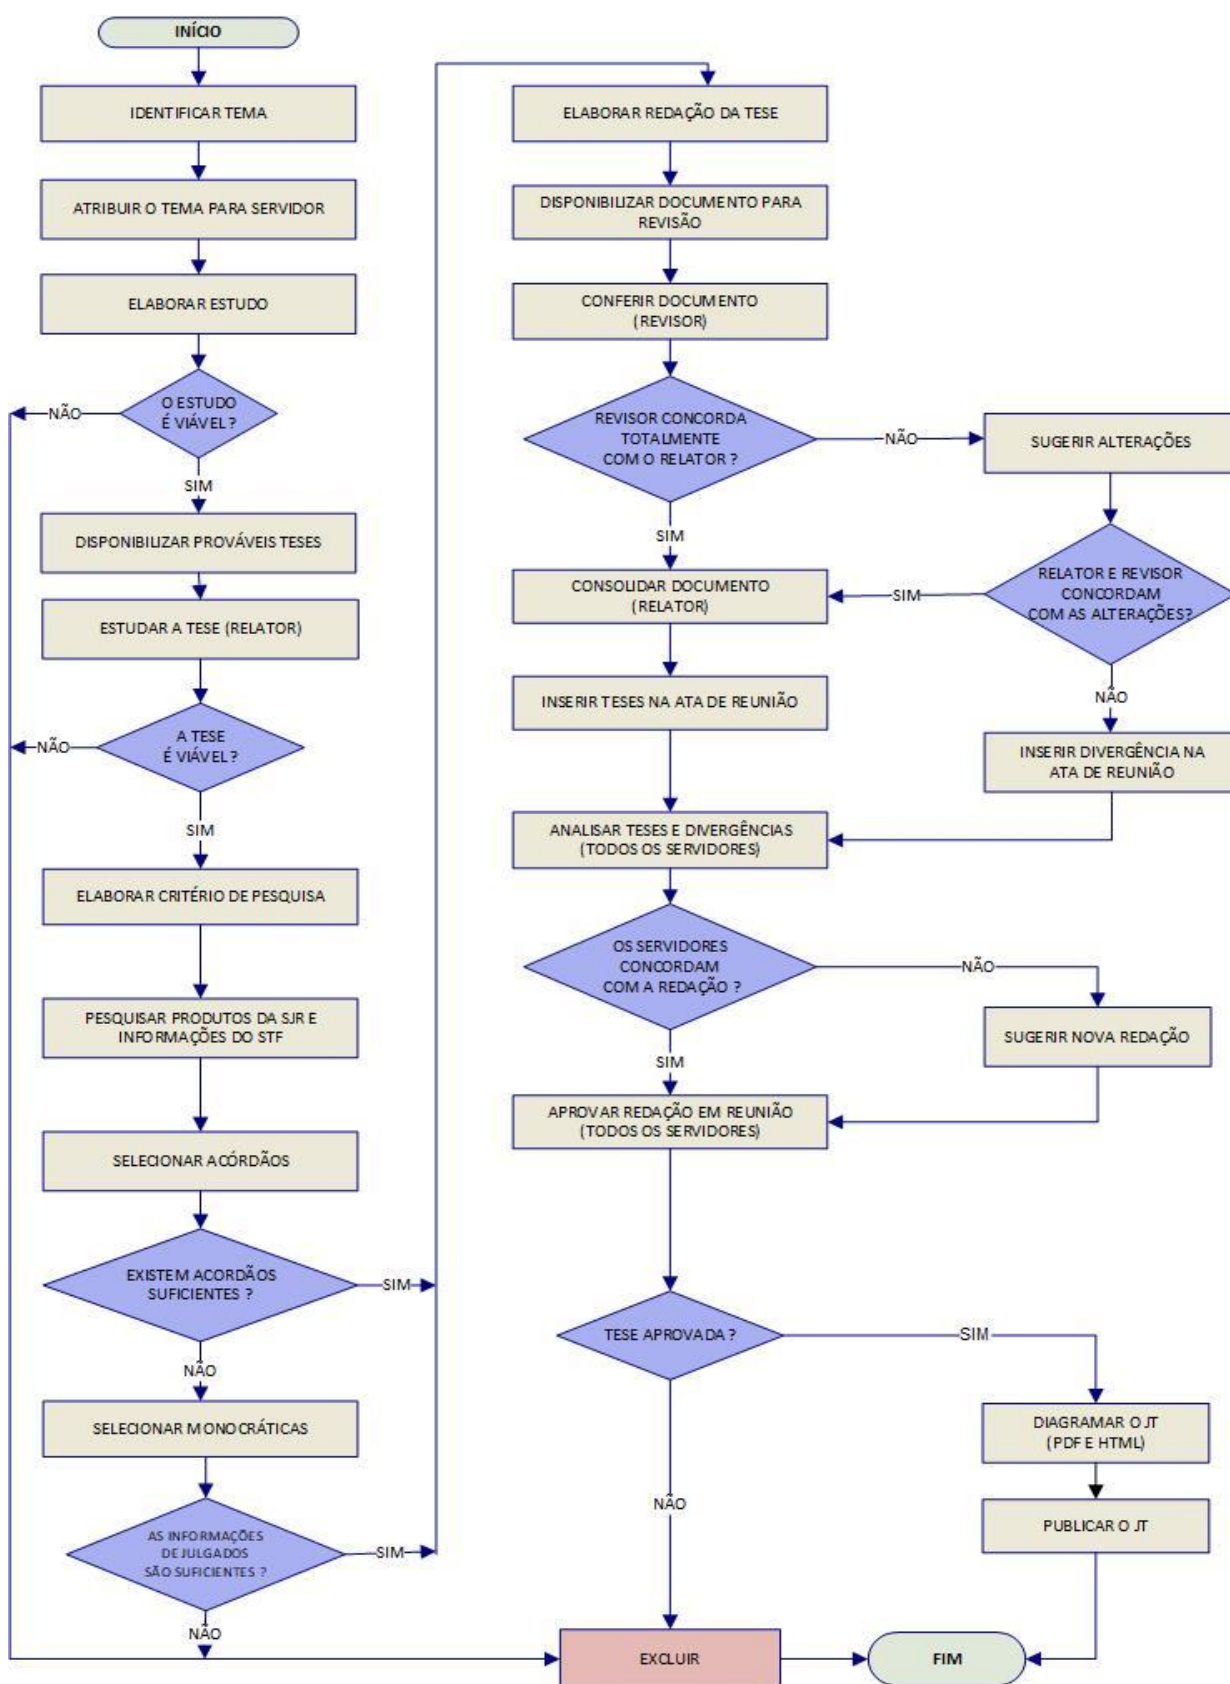 INÍCIO
IDENTIFICAR TEMA
ATRIBUIR O TEMA PARA SERVIDOR
ELABORAR ESTUDO
O ESTUDO
É VIÁVEL?
NÃO
SIM
DISPONIBILIZAR PROVÁVEIS TESES
ESTUDAR A TESE (RELATOR)
A TESE
É VIÁVEL?
NÃO
SIM
ELABORAR CRITÉRIO DE PESQUISA
PESQUISAR PRODUTOS DA SJR E
INFORMAÇÕES DO STF
SELECIONAR ACÓRDÃOS
EXISTEM ACORDÃOS
SUFICIENTES ?
SIM
NÃO
SELECIONAR MONOCRÁTICAS
AS INFORMAÇÕES
DE JULGADOS
SÃO SUFICIENTES ?
SIM
NÃO
ELABORAR REDAÇÃO DA TESE
DISPONIBILIZAR DOCUMENTO PARA
REVISÃO
CONFERIR DOCUMENTO
(REVISOR)
REVISOR CONCORDA
TOTALMENTE
COM O RELATOR ?
NÃO
SUGERIR ALTERAÇÕES
SIM
RELATOR E REVISOR
CONCORDAM
COM AS ALTERAÇÕES?
SIM
CONSOLIDAR DOCUMENTO
(RELATOR)
NÃO
INSERIR TESES NA ATA DE REUNIÃO
INSERIR DIVERGÊNCIA NA
ATA DE REUNIÃO
ANALISAR TESES E DIVERGÊNCIAS
(TODOS OS SERVIDORES)
OS SERVIDORES
CONCORDAM
COM A REDAÇÃO ?
NÃO
SUGERIR NOVA REDAÇÃO
SIM
APROVAR REDAÇÃO EM REUNIÃO
(TODOS OS SERVIDORES)
TESE APROVADA ?
SIM
DIAGRAMAR O JT
(PDF E HTML)
PUBLICAR O JT
NÃO
EXCLUIR
FIM